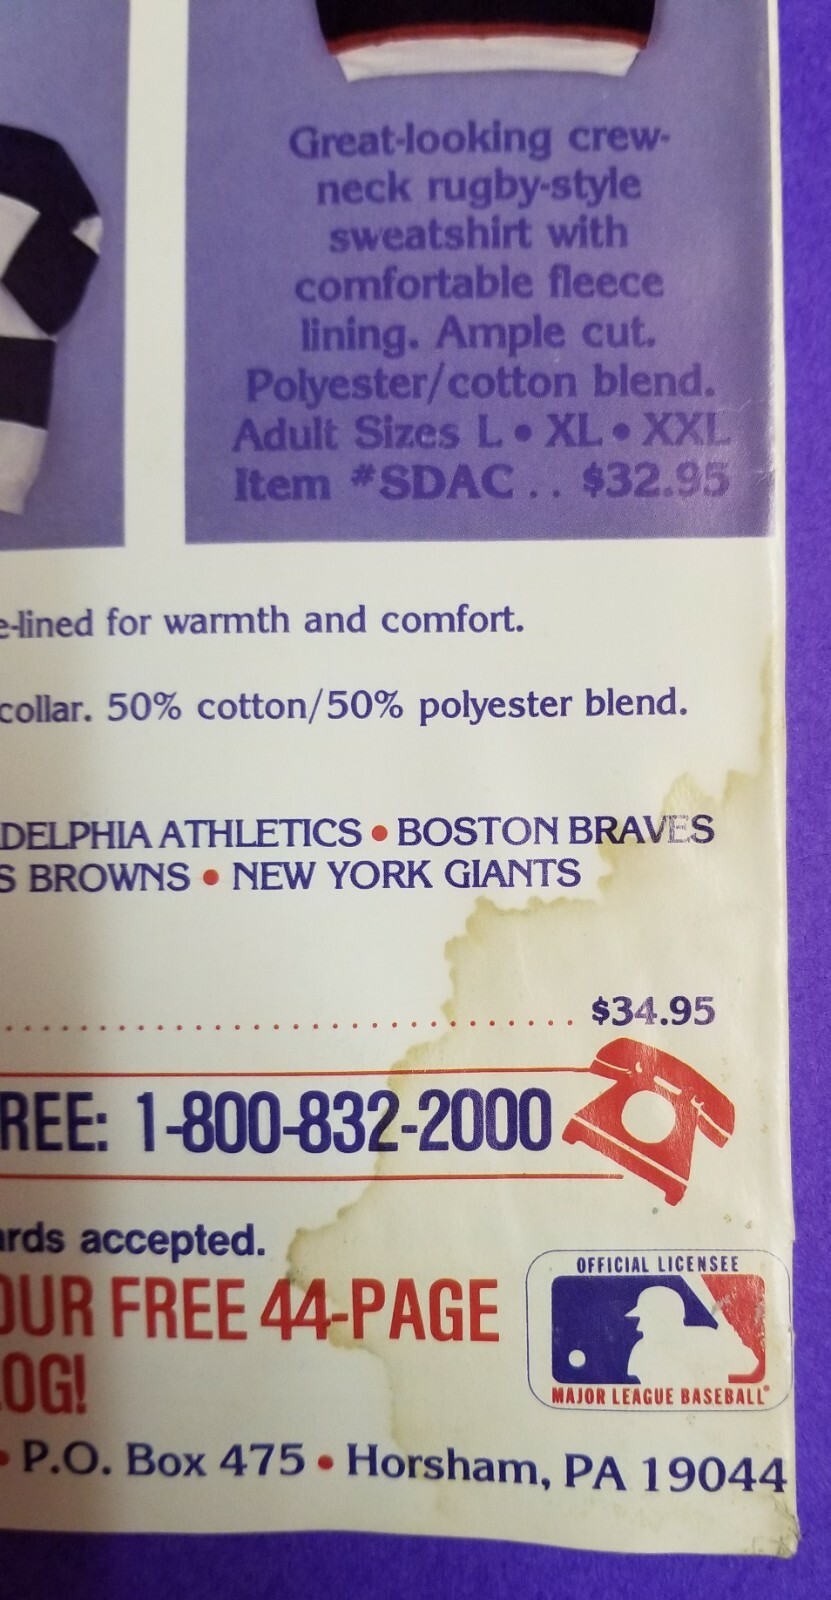 Great-looking crew-
neck rugby-style
sweatshirt with
comfortable fleece
lining. Ample cut.
Polyester/cotton blend.
Adult Sizes L • XL • XXL
Item #SDAC . . $32.95
e-lined for warmth and comfort.
collar. 50% cotton/50% polyester blend.
DELPHIA ATHLETICS • BOSTON BRAVES
S BROWNS • NEW YORK GIANTS
$34.95
REE: 1-800-832-2000
ards accepted.
OUR FREE 44-PAGE
OG!
OFFICIAL LICENSEE
MAJOR LEAGUE BASEBALL®
• P.O. Box 475 • Horsham, PA 19044